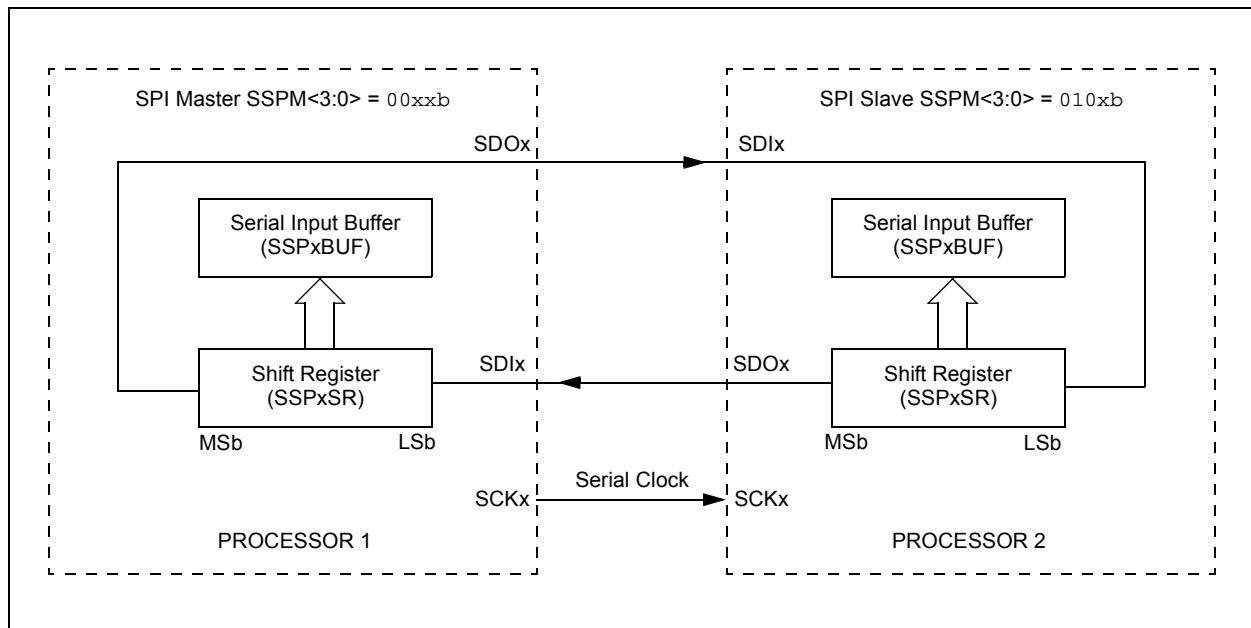 SPI Master SSPM<3:0> = 00xxb
SDOx
Serial Input Buffer
(SSPxBUF)
Shift Register
(SSPxSR)
MSb
LSb
SDIx
SCKx
PROCESSOR 1
Serial Clock
SPI Slave SSPM<3:0> = 010xb
SDIx
Serial Input Buffer
(SSPxBUF)
SDOx
Shift Register
(SSPxSR)
MSb
LSb
SCKx
PROCESSOR 2